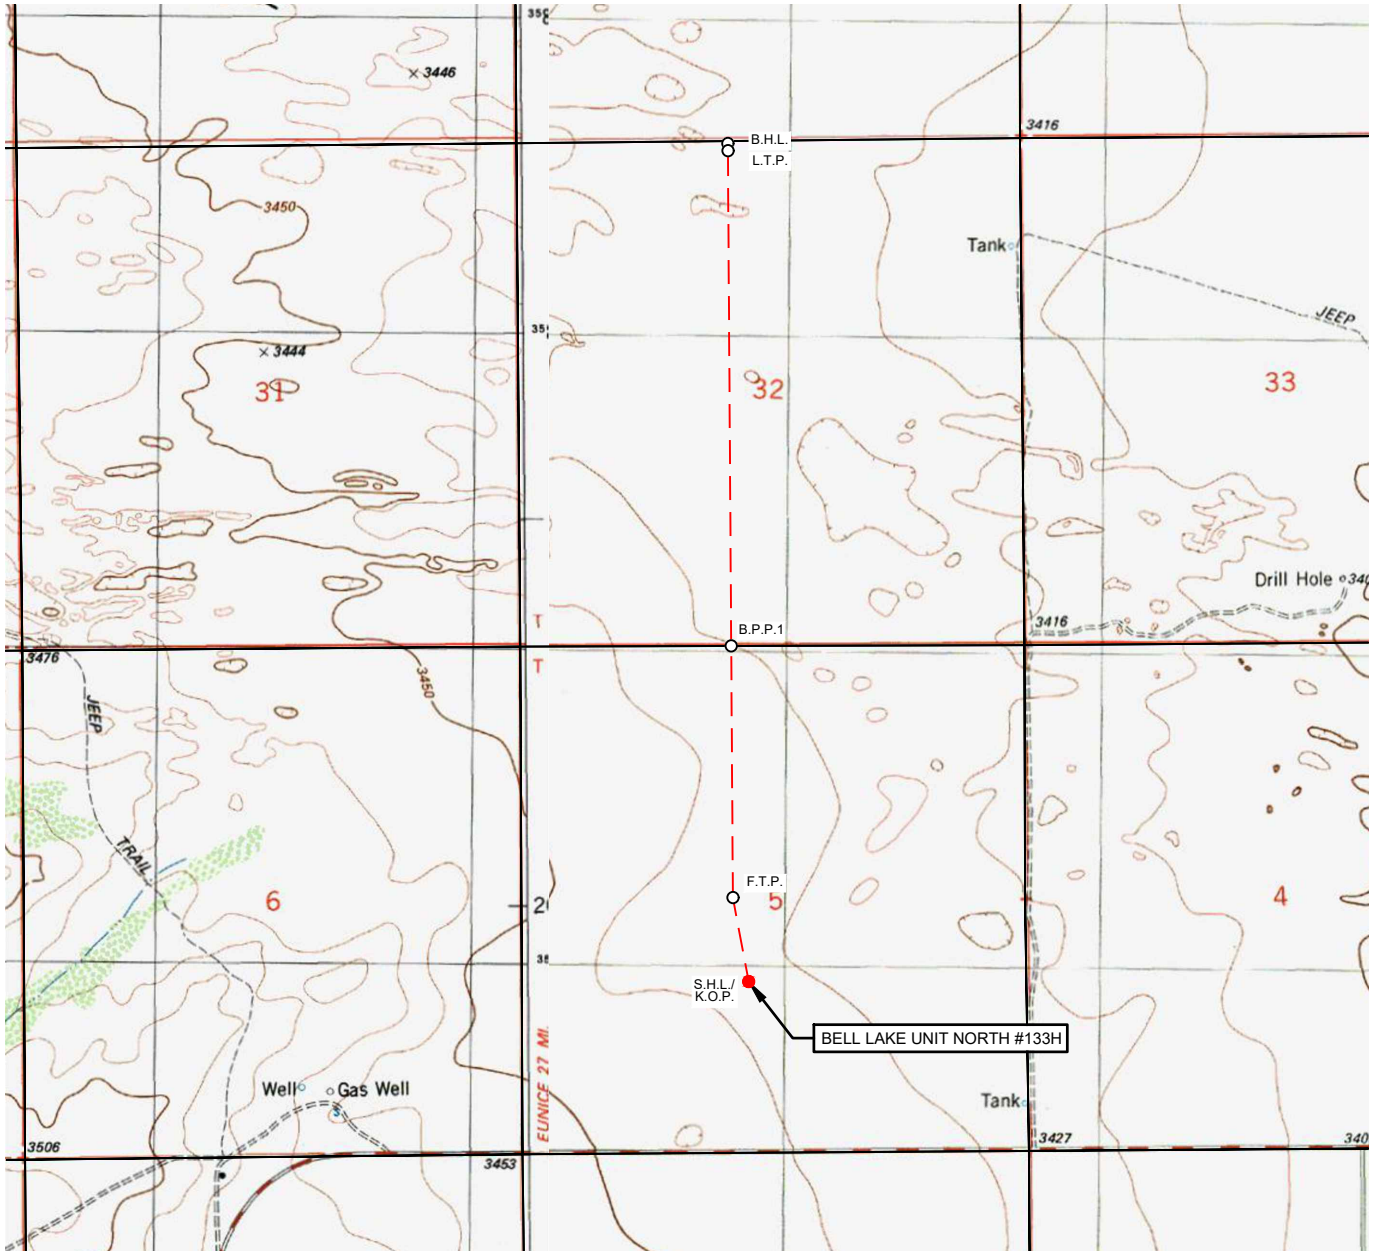 3446
B.H.L.
L.T.P.
3416
3450
Tank
JEEP
3444
31
32
33
Drill Hole
B.P.P.1
3416
T
T
3476
3450
JEEP
TRAIL
F.T.P.
6
5
4
S.H.L./
K.O.P.
BELL LAKE UNIT NORTH #133H
EUNICE 27 MI.
Well
Gas Well
Tank
3506
3453
3427